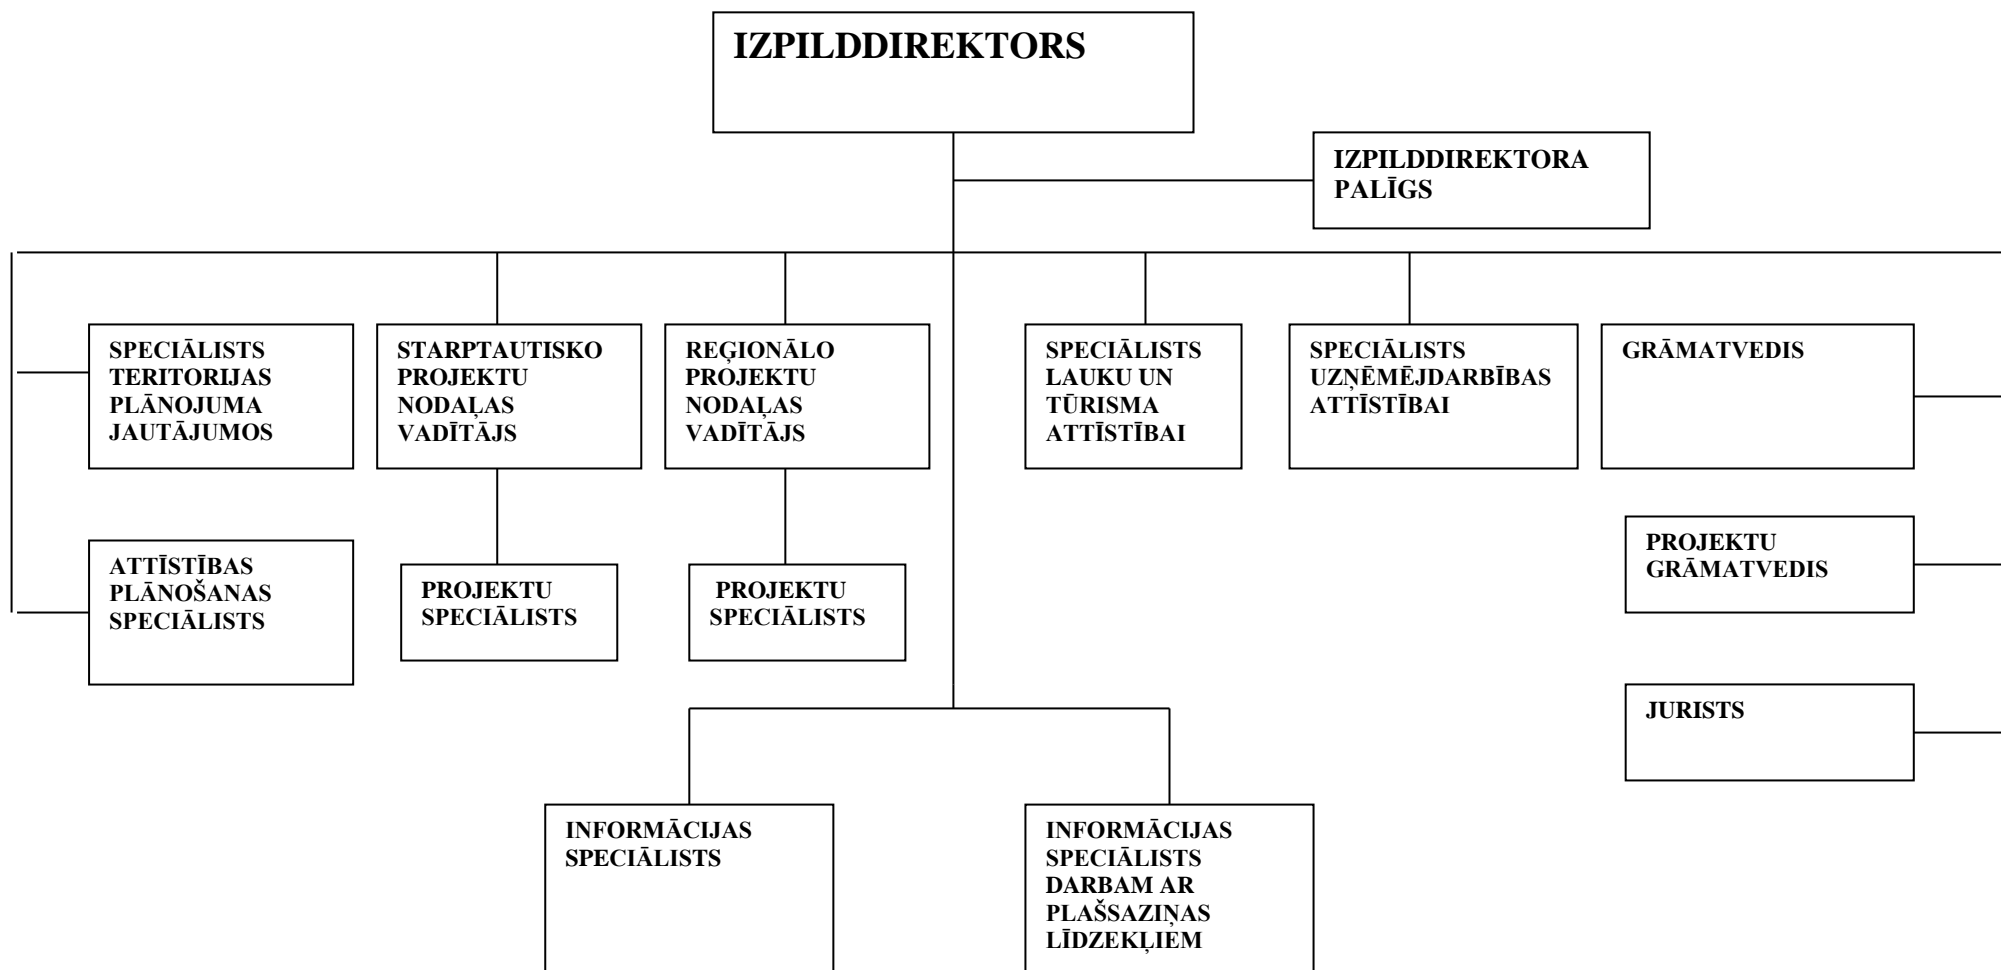 IZPILDDIREKTORS
IZPILDDIREKTORA
PALĪGS
SPECIĀLISTS
TERITORIJAS
PLĀNOJUMA
JAUTĀJUMOS
STARPTAUTISKO
PROJEKTU
NODAĻAS
VADĪTĀJS
REĢIONĀLO
PROJEKTU
NODAĻAS
VADĪTĀJS
SPECIĀLISTS
LAUKU UN
TŪRISMA
ATTĪSTĪBAI
SPECIĀLISTS
UZŅĒMĒJDARBĪBAS
ATTĪSTĪBAI
GRĀMATVEDIS
ATTĪSTĪBAS
PLĀNOŠANAS
SPECIĀLISTS
PROJEKTU
SPECIĀLISTS
PROJEKTU
SPECIĀLISTS
PROJEKTU
GRĀMATVEDIS
JURISTS
INFORMĀCIJAS
SPECIĀLISTS
INFORMĀCIJAS
SPECIĀLISTS
DARBAM AR
PLAŠSAZIŅAS
LĪDZEKĻIEM